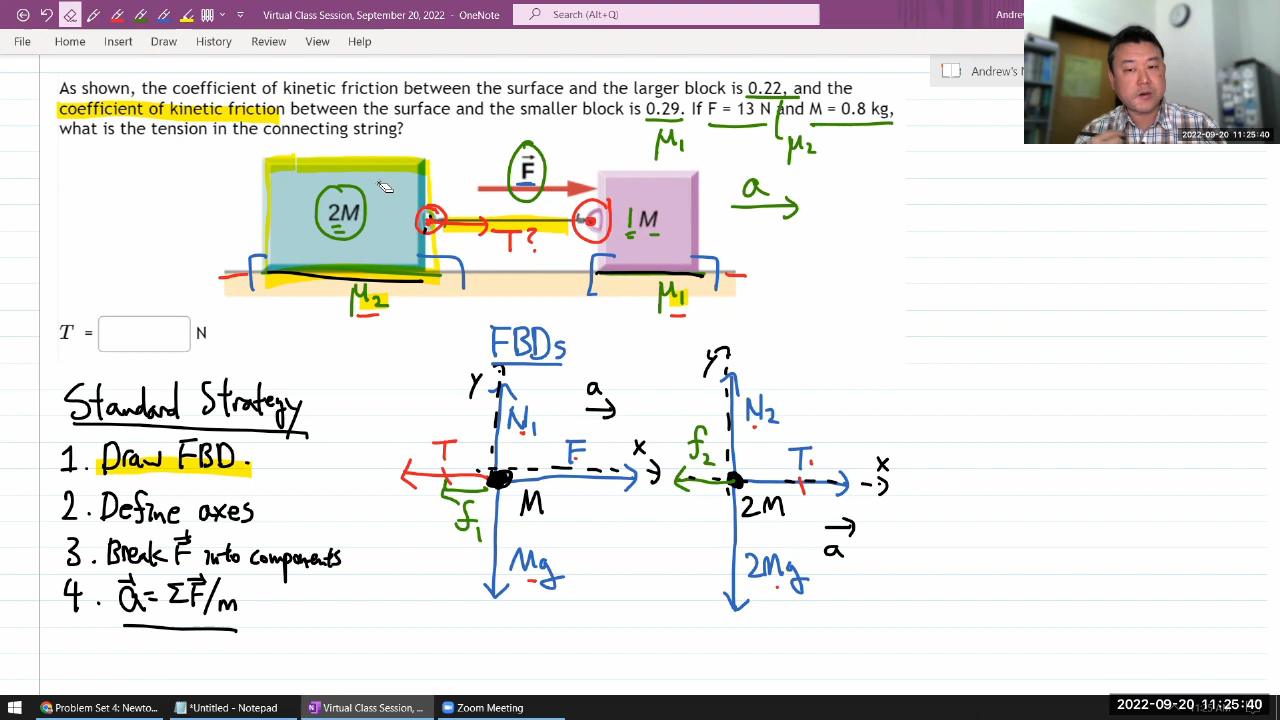 Virtual Class Session, September 20, 2022 - OneNote
Search (Alt+Q)
Andrew
File Home Insert Draw History Review View Help
Andrew's
2022-09-20 11:25:40
As shown, the coefficient of kinetic friction between the surface and the larger block is 0.22, and the
coefficient of kinetic friction between the surface and the smaller block is 0.29. If F = 13 N and M = 0.8 kg,
what is the tension in the connecting string?
μ1
μ2
F
a
2M
T?
1M
μ2
μ1
T = N
FBDs
Standard Strategy
1. Draw FBD.
2. Define axes
3. Break F into components
4. a = ΣF/m
y
N1
a
T
F
x
f1
M
Mg
y
N2
f2
T
x
2M
a
2Mg
Problem Set 4: Newto...
*Untitled - Notepad
Virtual Class Session, ...
Zoom Meeting
2022-09-20 11:25:40